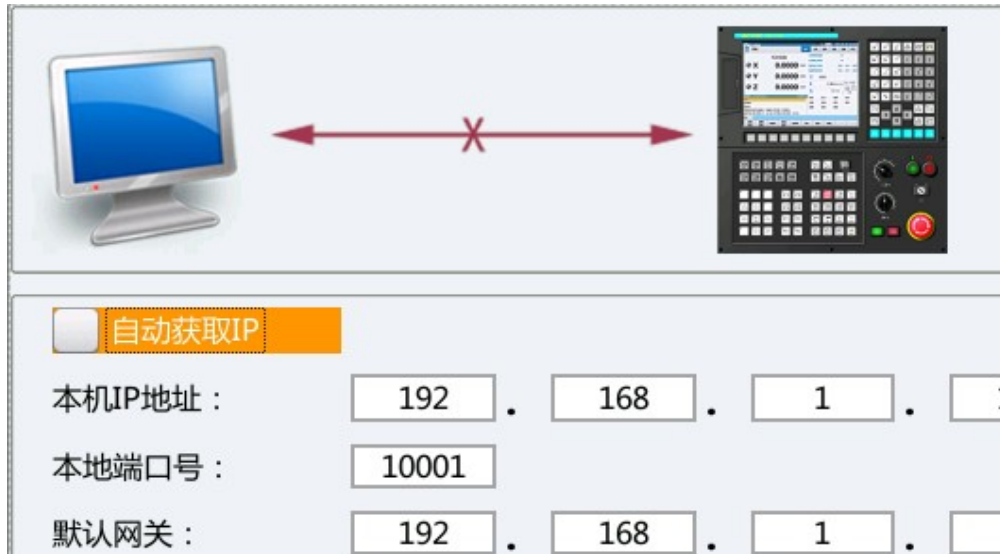 自动获取IP
本机IP地址： 192 . 168 . 1 .
本地端口号： 10001
默认网关： 192 . 168 . 1 .